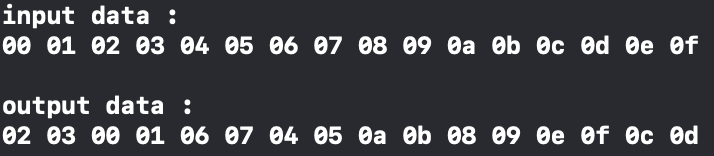 input data :
00 01 02 03 04 05 06 07 08 09 0a 0b 0c 0d 0e 0f
output data :
02 03 00 01 06 07 04 05 0a 0b 08 09 0e 0f 0c 0d